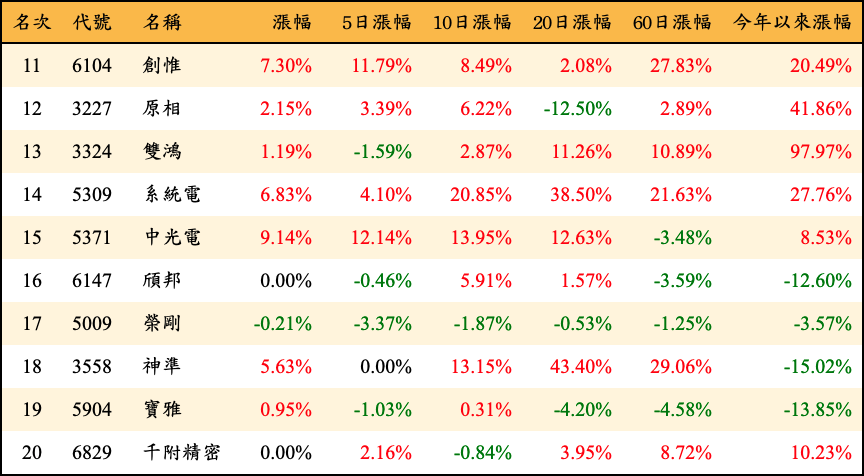 名次 代號 名稱 漲幅 5日漲幅 10日漲幅 20日漲幅 60日漲幅 今年以來漲幅
11 6104 創惟 7.30% 11.79% 8.49% 2.08% 27.83% 20.49%
12 3227 原相 2.15% 3.39% 6.22% -12.50% 2.89% 41.86%
13 3324 雙鴻 1.19% -1.59% 2.87% 11.26% 10.89% 97.97%
14 5309 系統電 6.83% 4.10% 20.85% 38.50% 21.63% 27.76%
15 5371 中光電 9.14% 12.14% 13.95% 12.63% -3.48% 8.53%
16 6147 頎邦 0.00% -0.46% 5.91% 1.57% -3.59% -12.60%
17 5009 榮剛 -0.21% -3.37% -1.87% -0.53% -1.25% -3.57%
18 3558 神準 5.63% 0.00% 13.15% 43.40% 29.06% -15.02%
19 5904 寶雅 0.95% -1.03% 0.31% -4.20% -4.58% -13.85%
20 6829 千附精密 0.00% 2.16% -0.84% 3.95% 8.72% 10.23%